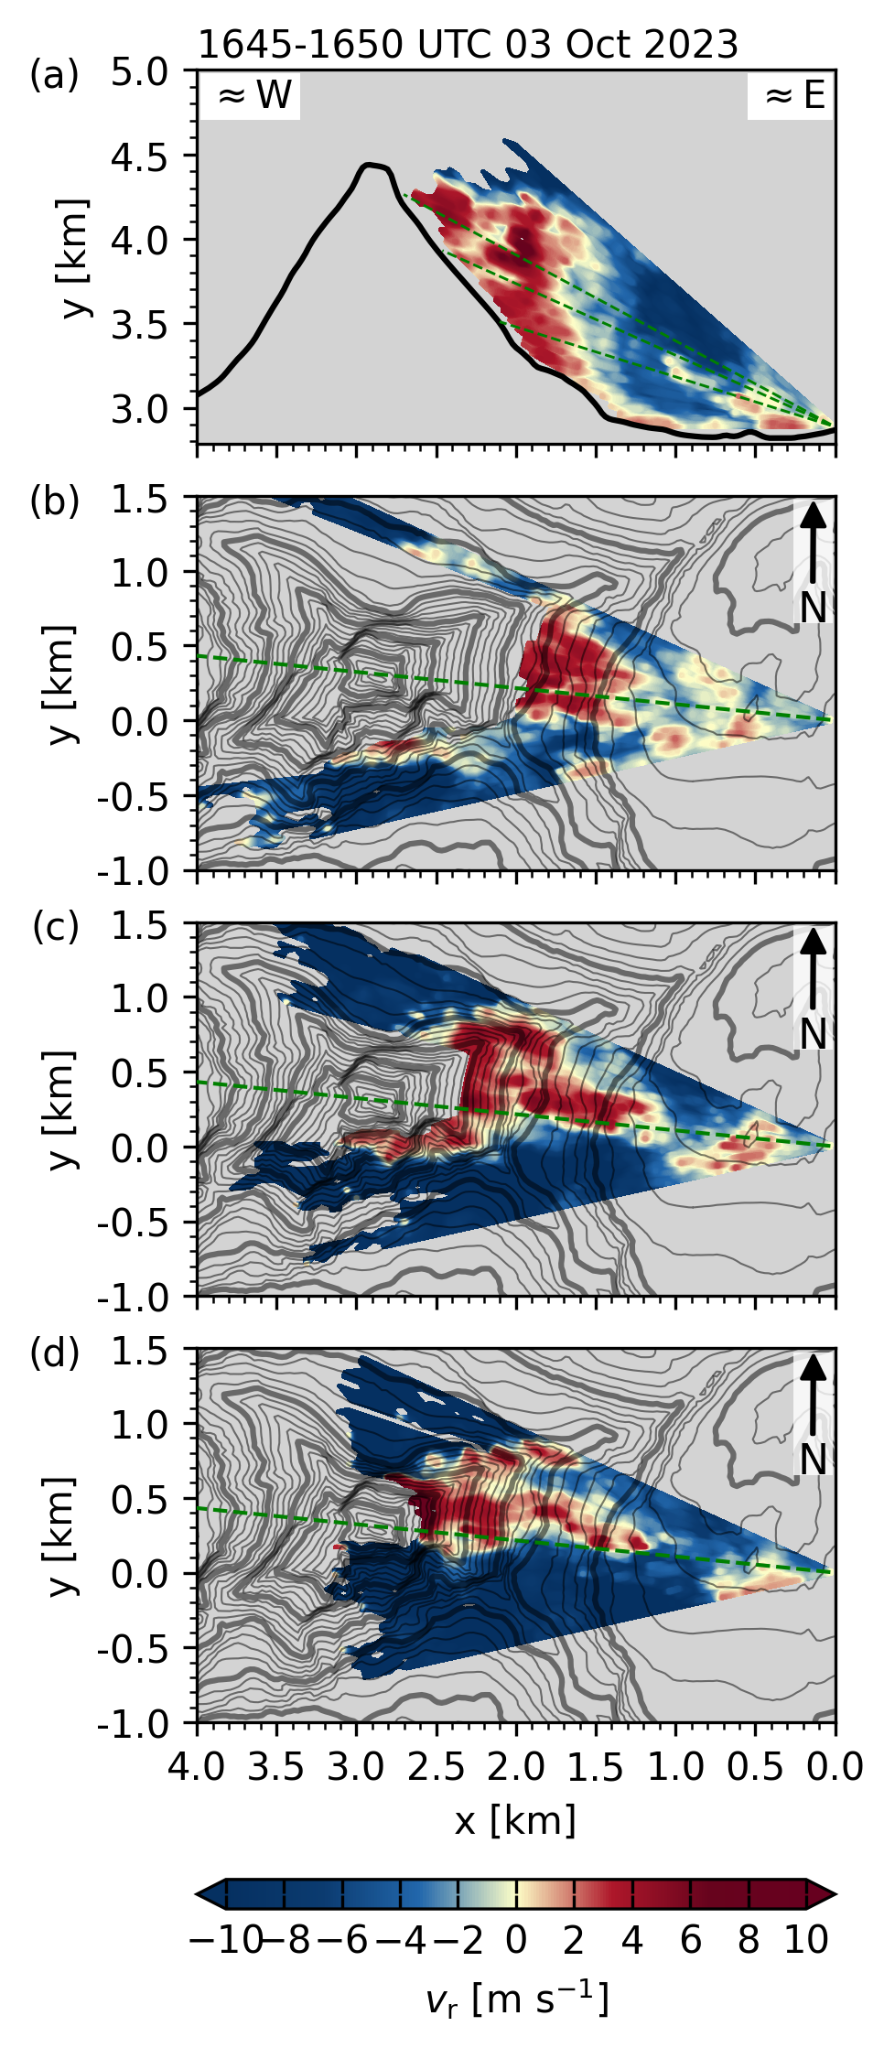 1645-1650 UTC 03 Oct 2023
(a)
≈W
≈E
5.0
4.5
4.0
3.5
3.0
y [km]
(b)
1.5
1.0
0.5
0.0
-0.5
-1.0
y [km]
N
(c)
1.5
1.0
0.5
0.0
-0.5
-1.0
y [km]
N
(d)
1.5
1.0
0.5
0.0
-0.5
-1.0
y [km]
N
4.0 3.5 3.0 2.5 2.0 1.5 1.0 0.5 0.0
x [km]
−10 −8 −6 −4 −2 0 2 4 6 8 10
vr [m s−1]